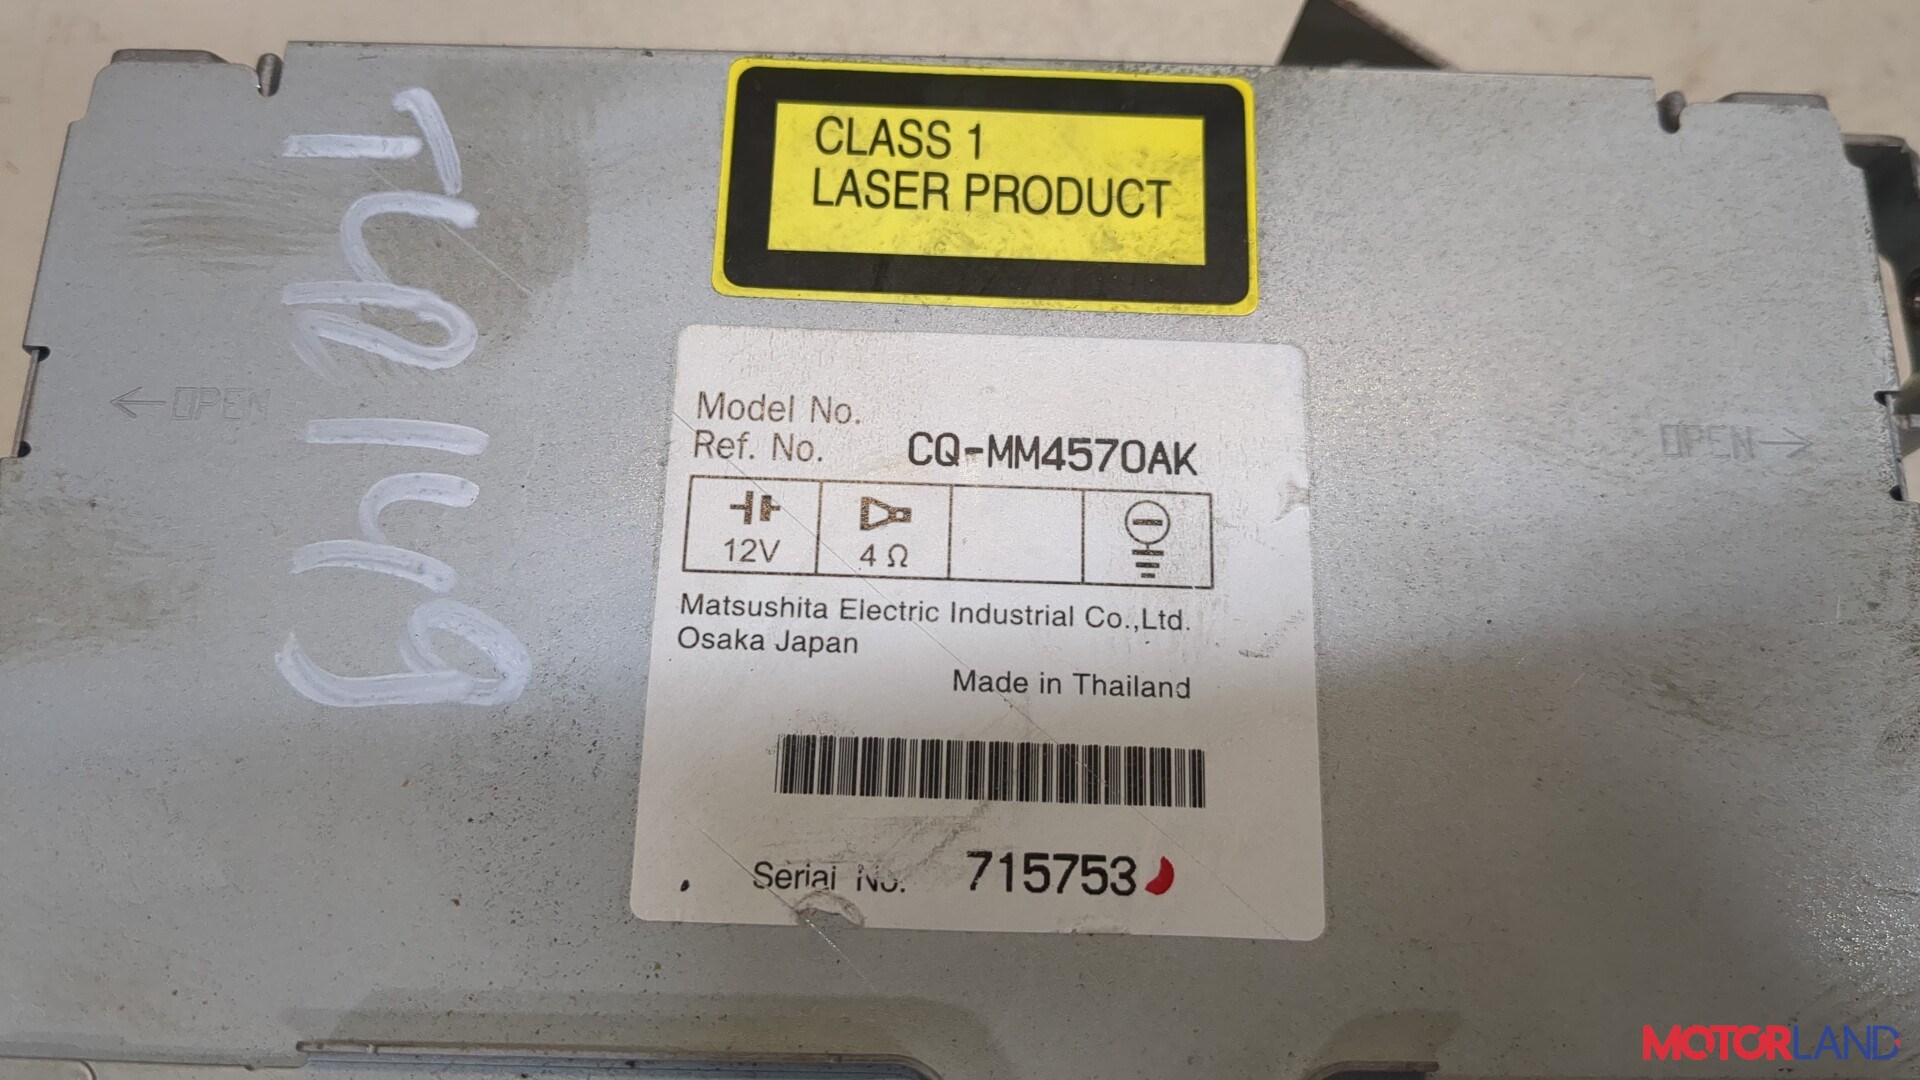 CLASS 1
LASER PRODUCT
← OPEN
OPEN →
Model No.
Ref. No. CQ-MM4570AK
12V
4 Ω
Matsushita Electric Industrial Co.,Ltd.
Osaka Japan
Made in Thailand
Serial No. 715753
MOTORLAND